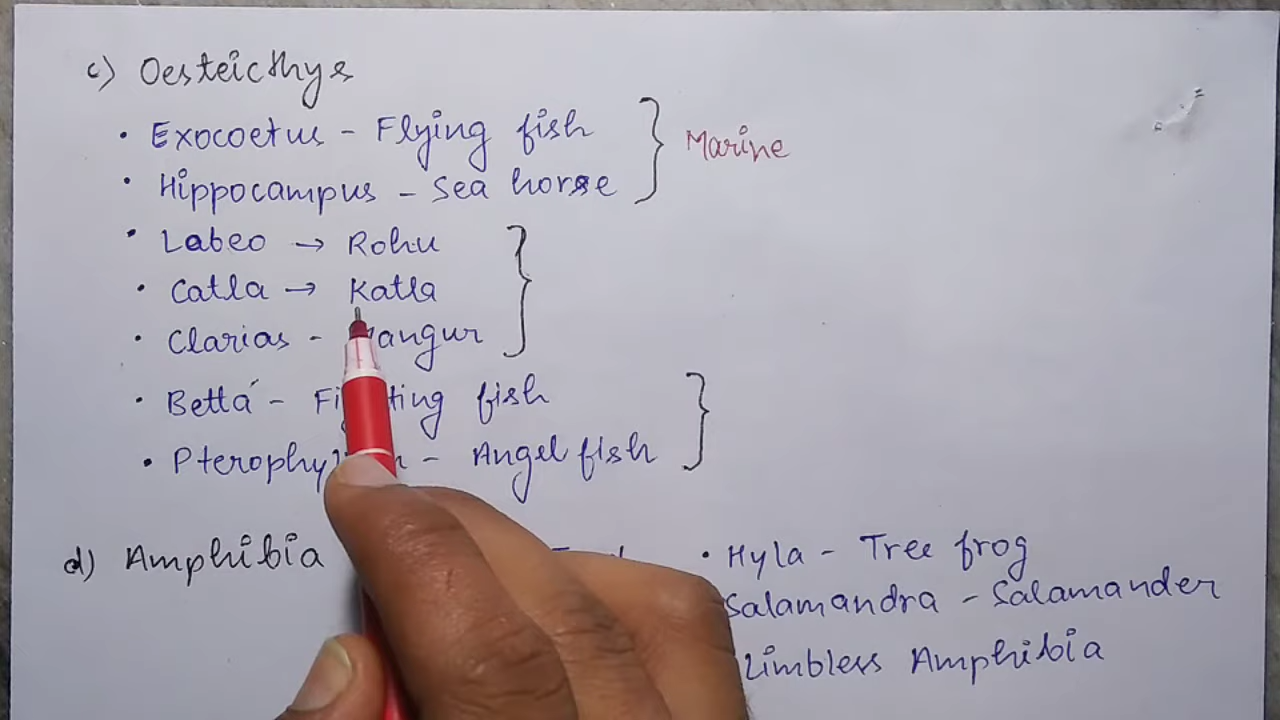 c) Oesteicthys
• Exocoetus - Flying fish
• Hippocampus - Sea horse
Marine
• Labeo → Rohu
• Catla → Katla
• Clarias -
• Betta - fish
• - Angel fish
d) Amphibia
• Hyla - Tree frog
Salamandra - Salamander
Limbless Amphibia